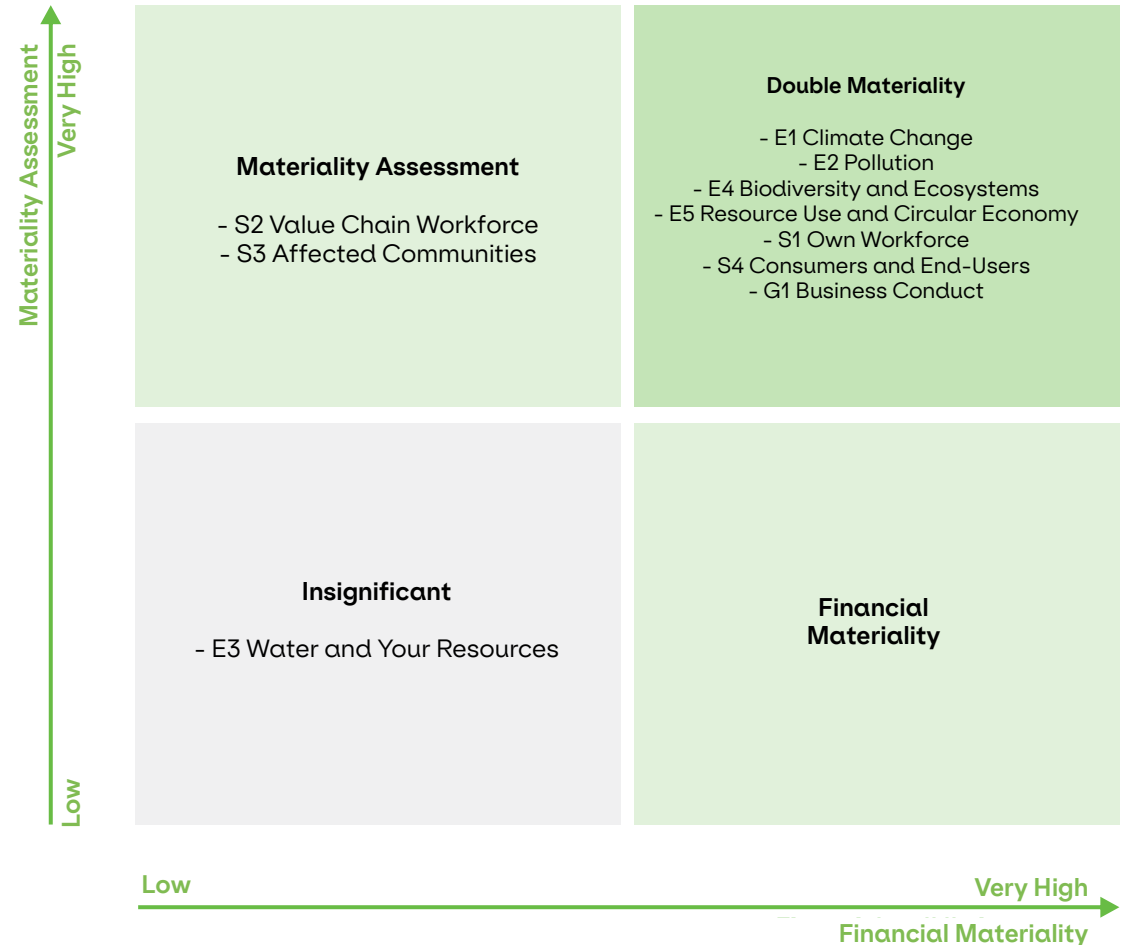 Materiality Assessment
Very High
Low
Materiality Assessment
- S2 Value Chain Workforce
- S3 Affected Communities
Double Materiality
- E1 Climate Change
- E2 Pollution
- E4 Biodiversity and Ecosystems
- E5 Resource Use and Circular Economy
- S1 Own Workforce
- S4 Consumers and End-Users
- G1 Business Conduct
Insignificant
- E3 Water and Your Resources
Financial
Materiality
Low
Very High
Financial Materiality